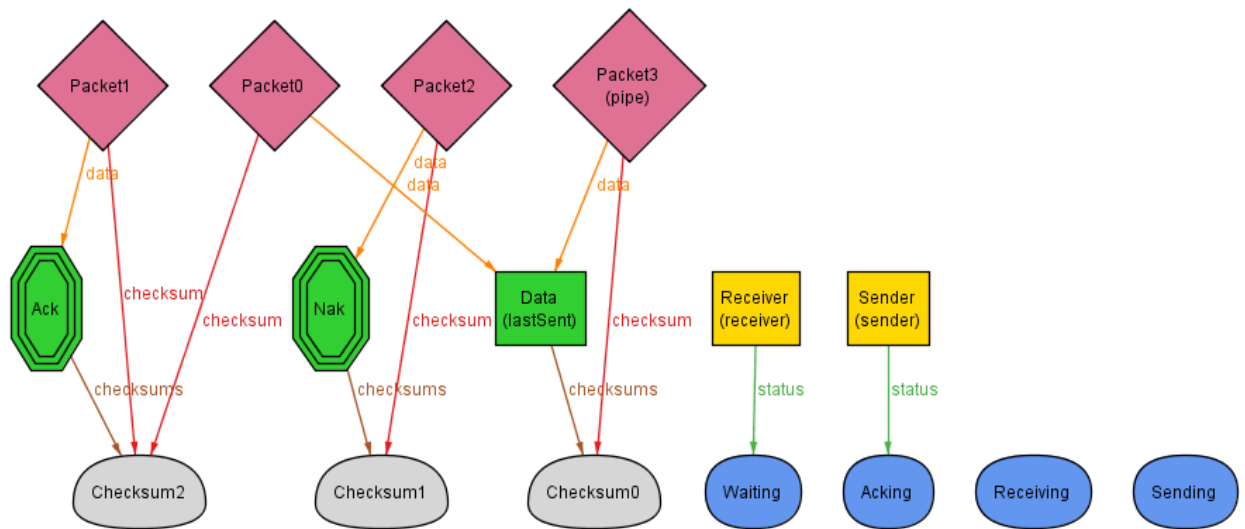 Packet1
Packet0
Packet2
Packet3
(pipe)
data
data
data
data
Ack
Nak
Data
(lastSent)
Receiver
(receiver)
Sender
(sender)
checksum
checksum
checksum
checksum
checksums
checksums
checksums
status
status
Checksum2
Checksum1
Checksum0
Waiting
Acking
Receiving
Sending